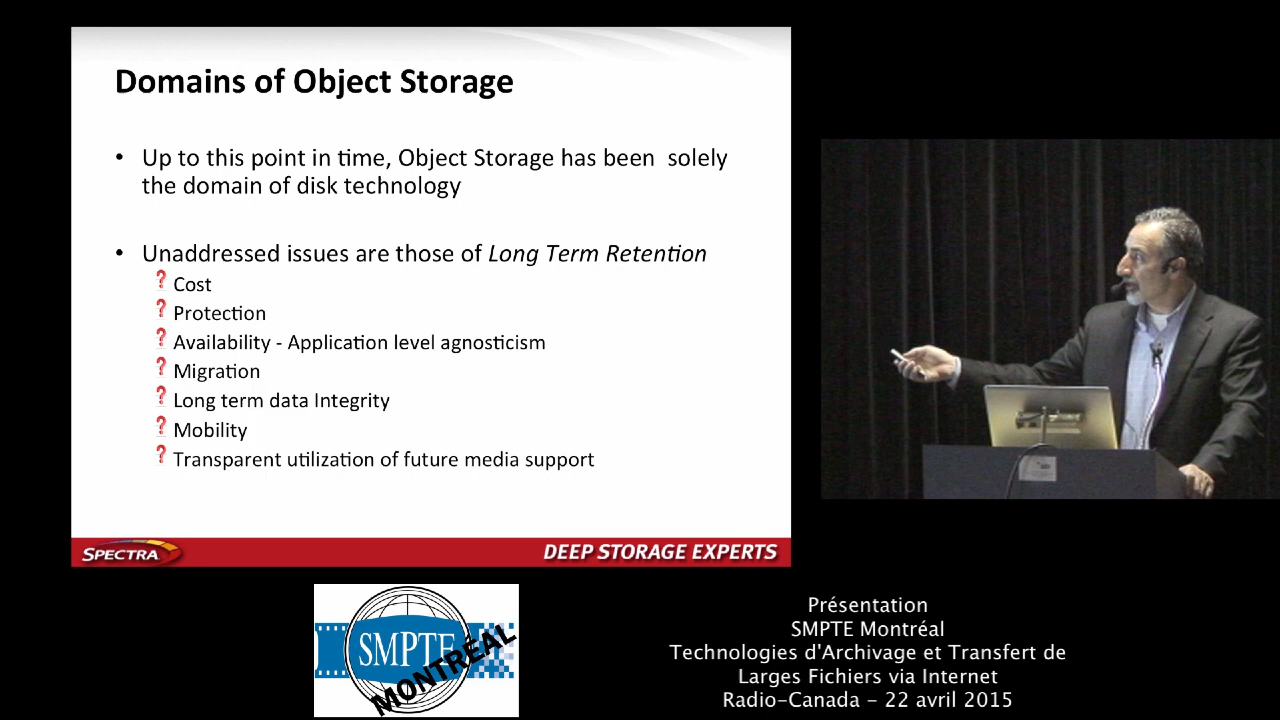 Domains of Object Storage
• Up to this point in time, Object Storage has been solely
the domain of disk technology
• Unaddressed issues are those of Long Term Retention
? Cost
? Protection
? Availability - Application level agnosticism
? Migration
? Long term data Integrity
? Mobility
? Transparent utilization of future media support
SPECTRA
DEEP STORAGE EXPERTS
SMPTE
MONTRÉAL
Présentation
SMPTE Montréal
Technologies d'Archivage et Transfert de
Larges Fichiers via Internet
Radio-Canada - 22 avril 2015